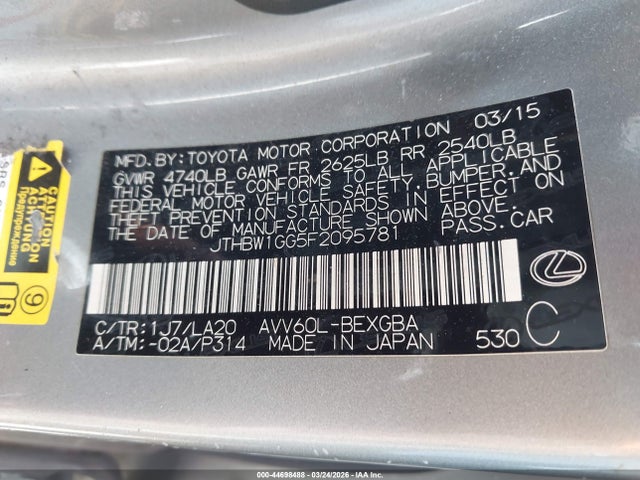 03/15
MFD.BY:TOYOTA MOTOR CORPORATION
GVWR 4740LB GAWR FR 2625LB RR 2540LB
THIS VEHICLE CONFORMS TO ALL APPLICABLE
FEDERAL MOTOR VEHICLE SAFETY,BUMPER,AND
THEFT PREVENTION STANDARDS IN EFFECT ON
THE DATE OF MANUFACTURE SHOWN ABOVE.
JTHBW1GG5F2095781 PASS.CAR
C/TR:1J7/LA20 AVV60L-BEXGBA
A/TM:-02A/P314 MADE IN JAPAN 530 C
CAUTION
ACTION
ACHTUNG
Предупреждение
9
000-44698488 - 03/24/2026 - IAA Inc.